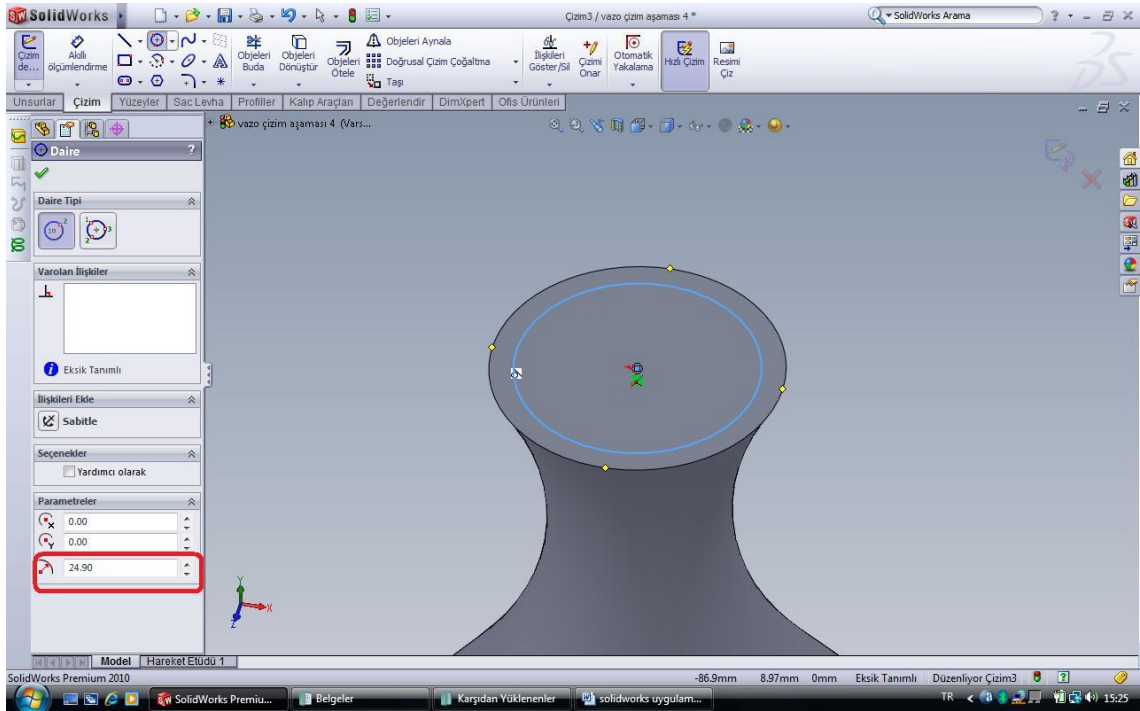 SolidWorks
Çizim3 / vazo çizim aşaması 4 *
SolidWorks Arama
Çizim de...
Akıllı ölçümlendirme
Objeleri Buda
Objeleri Dönüştür
Objeleri Ötele
Objeleri Aynala
Doğrusal Çizim Çoğaltma
Taşı
İlişkileri Göster/Sil
Çizimi Onar
Otomatik Yakalama
Hızlı Çizim
Resimi Çiz
Unsurlar Çizim Yüzeyler Sac Levha Profiller Kalıp Araçları Değerlendir DimXpert Ofis Ürünleri
vazo çizim aşaması 4 (Vars...
Daire ?
Daire Tipi
Varolan İlişkiler
Eksik Tanımlı
İlişkileri Ekle
Sabitle
Seçenekler
Yardımcı olarak
Parametreler
0.00
0.00
24.90
Y
X
Z
Model Hareket Etüdü 1
SolidWorks Premium 2010 -86.9mm 8.97mm 0mm Eksik Tanımlı Düzenliyor Çizim3
SolidWorks Premiu... Belgeler Karşıdan Yüklenenler solidworks uygulam... TR 15:25